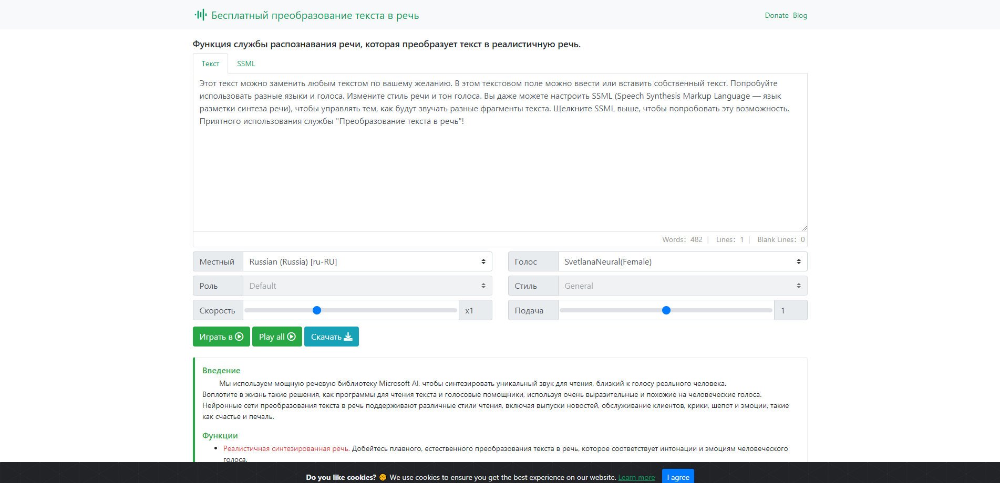 Бесплатный преобразование текста в речь
Donate Blog
Функция службы распознавания речи, которая преобразует текст в реалистичную речь.
Текст SSML
Этот текст можно заменить любым текстом по вашему желанию. В этом текстовом поле можно ввести или вставить собственный текст. Попробуйте
использовать разные языки и голоса. Измените стиль речи и тон голоса. Вы даже можете настроить SSML (Speech Synthesis Markup Language — язык
разметки синтеза речи), чтобы управлять тем, как будут звучать разные фрагменты текста. Щелкните SSML выше, чтобы попробовать эту возможность.
Приятного использования службы "Преобразование текста в речь"!
Words: 482 | Lines: 1 | Blank Lines: 0
Местный Russian (Russia) [ru-RU] Голос SvetlanaNeural(Female)
Роль Default Стиль General
Скорость x1 Подача 1
Играть в Play all Скачать
Введение
Мы используем мощную речевую библиотеку Microsoft AI, чтобы синтезировать уникальный звук для чтения, близкий к голосу реального человека.
Воплотите в жизнь такие решения, как программы для чтения текста и голосовые помощники, используя очень выразительные и похожие на человеческие голоса.
Нейронные сети преобразования текста в речь поддерживают различные стили чтения, включая выпуски новостей, обслуживание клиентов, крики, шепот и эмоции, такие
как счастье и печаль.
Функции
Реалистичная синтезированная речь. Добейтесь плавного, естественного преобразования текста в речь, которое соответствует интонации и эмоциям человеческого
голоса.
Do you like cookies? We use cookies to ensure you get the best experience on our website. Learn more I agree